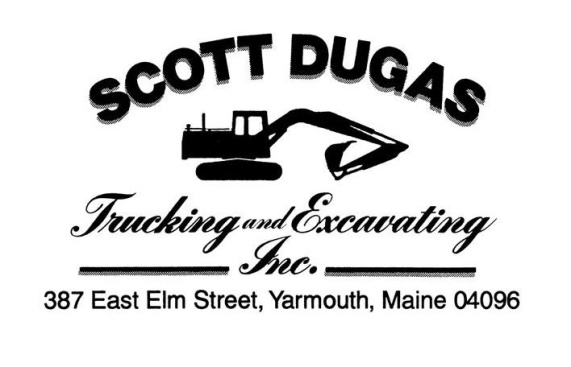 SCOTT DUGAS
Trucking and Excavating
Inc.
387 East Elm Street, Yarmouth, Maine 04096